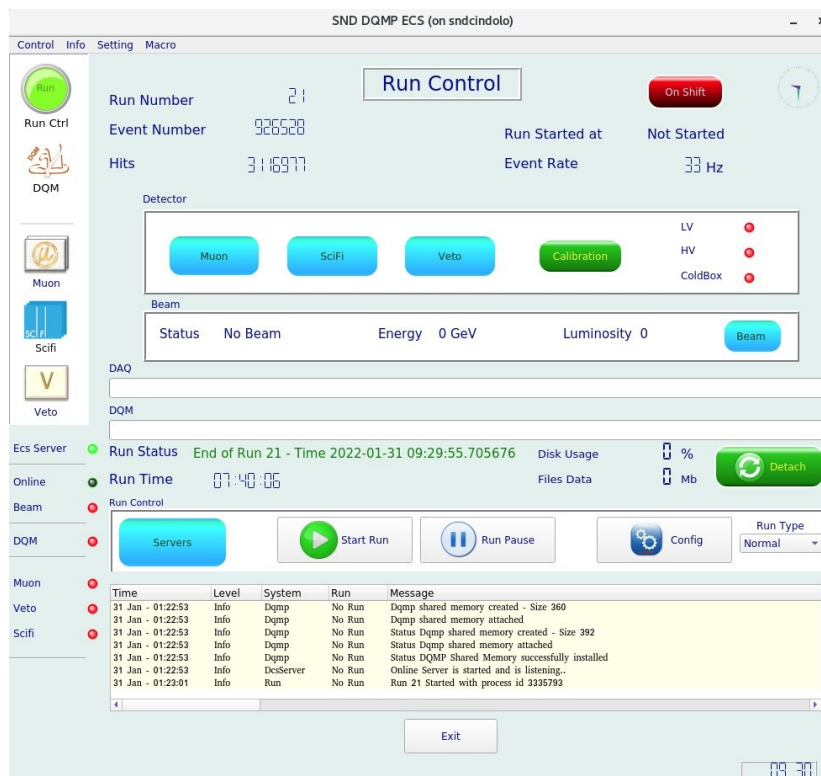 SND DQMP ECS (on sndcindolo)
Control Info Setting Macro
Run
Run Ctrl
DQM
DQM
Muon
SCIFI
Scifi
V
Veto
Run Control
On Shift
Run Number 21
Event Number 926528
Run Started at Not Started
Hits 3116977
Event Rate 33 Hz
Detector
Muon SciFi Veto Calibration
LV
HV
ColdBox
Beam
Status No Beam Energy 0 GeV Luminosity 0 Beam
DAQ
DQM
Ecs Server
Online
Beam
DQM
Muon
Veto
Scifi
Run Status End of Run 21 - Time 2022-01-31 09:29:55.705676
Disk Usage 0 %
Run Time 07:40:06
Files Data 0 Mb
Detach
Run Control
Servers Start Run Run Pause Config
Run Type
Normal
Time Level System Run Message
31 Jan - 01:22:53 Info Dqmp No Run Dqmp shared memory created - Size 360
31 Jan - 01:22:53 Info Dqmp No Run Dqmp shared memory attached
31 Jan - 01:22:53 Info Dqmp No Run Status Dqmp shared memory created - Size 392
31 Jan - 01:22:53 Info Dqmp No Run Status Dqmp shared memory attached
31 Jan - 01:22:53 Info Dqmp No Run Status DQMP Shared Memory successfully installed
31 Jan - 01:22:53 Info DcsServer No Run Online Server is started and is listening..
31 Jan - 01:23:01 Info Run No Run Run 21 Started with process id 3335793
Exit
09 30